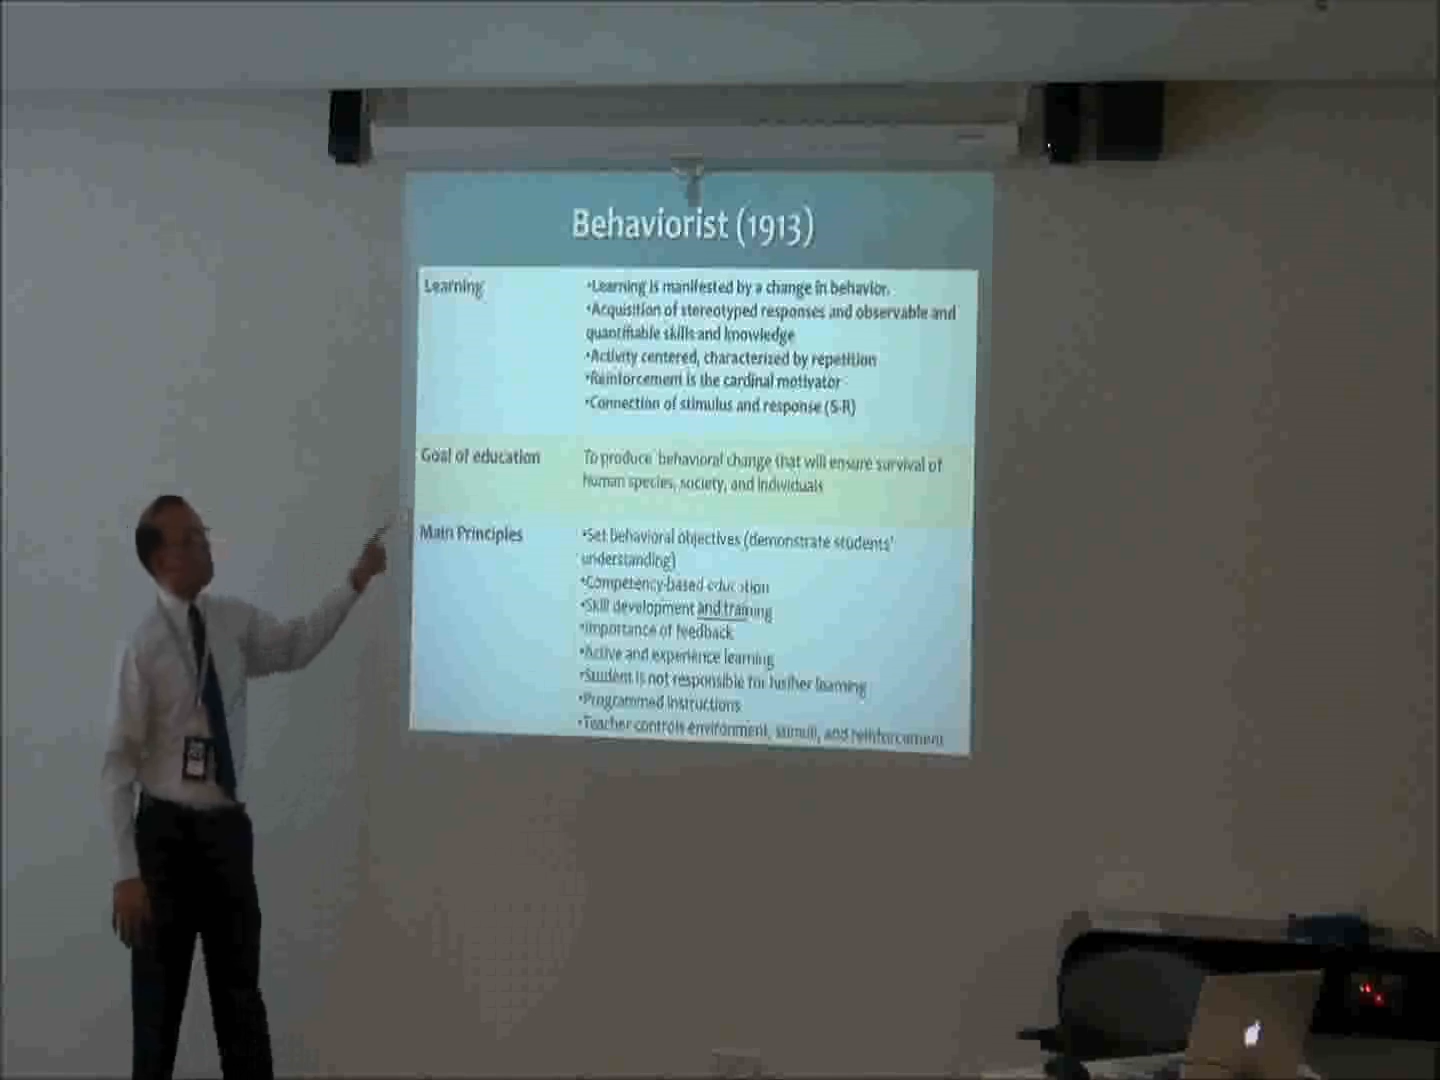 Behaviorist (1913)
Learning
•Learning is manifested by a change in behavior.
•Acquisition of stereotyped responses and observable and
quantifiable skills and knowledge
•Activity centered, characterized by repetition
•Reinforcement is the cardinal motivator
•Connection of stimulus and response (S-R)
Goal of education
To produce behavioral change that will ensure survival of
human species, society, and individuals
Main Principles
•Set behavioral objectives (demonstrate students'
understanding)
•Competency-based education
•Skill development and training
•Importance of feedback
•Active and experience learning
•Student is not responsible for further learning
•Programmed instructions
•Teacher controls environment, stimuli, and reinforcement